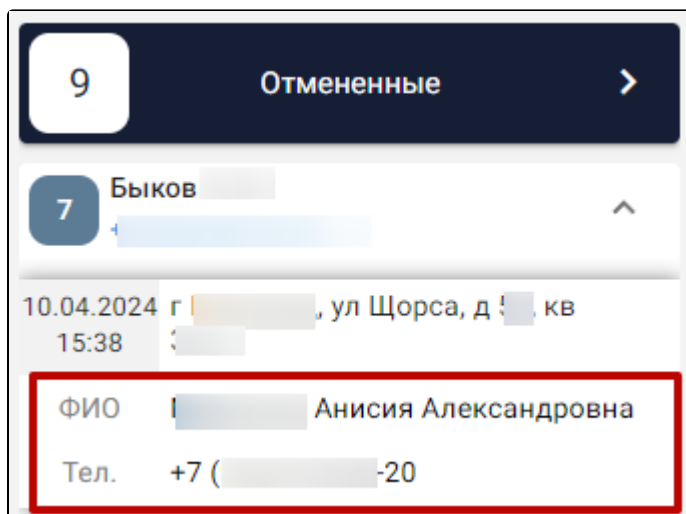 9 Отмененные
7 Быков
+
10.04.2024 г , ул Щорса, д , кв
15:38
ФИО Анисия Александровна
Тел. +7 ( -20